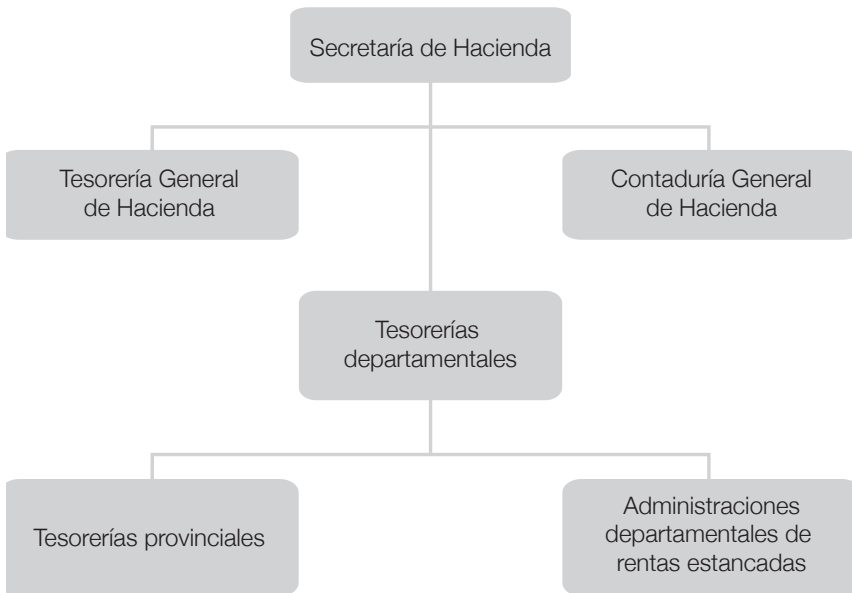 Secretaría de Hacienda
Tesorería General
de Hacienda
Contaduría General
de Hacienda
Tesorerías
departamentales
Tesorerías provinciales
Administraciones
departamentales de
rentas estancadas